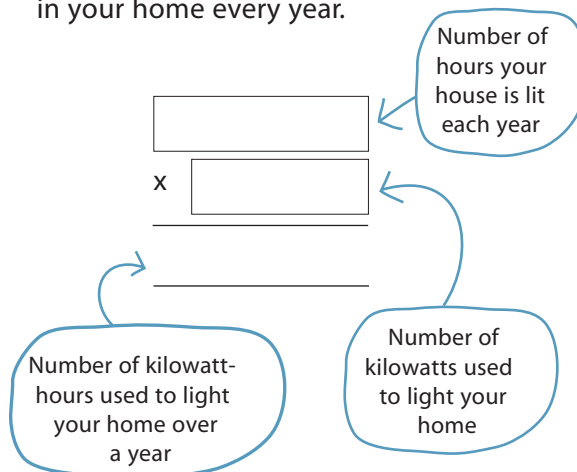 in your home every year.
Number of
hours your
house is lit
each year
x
Number of kilowatt-
hours used to light
your home over
a year
Number of
kilowatts used
to light your
home